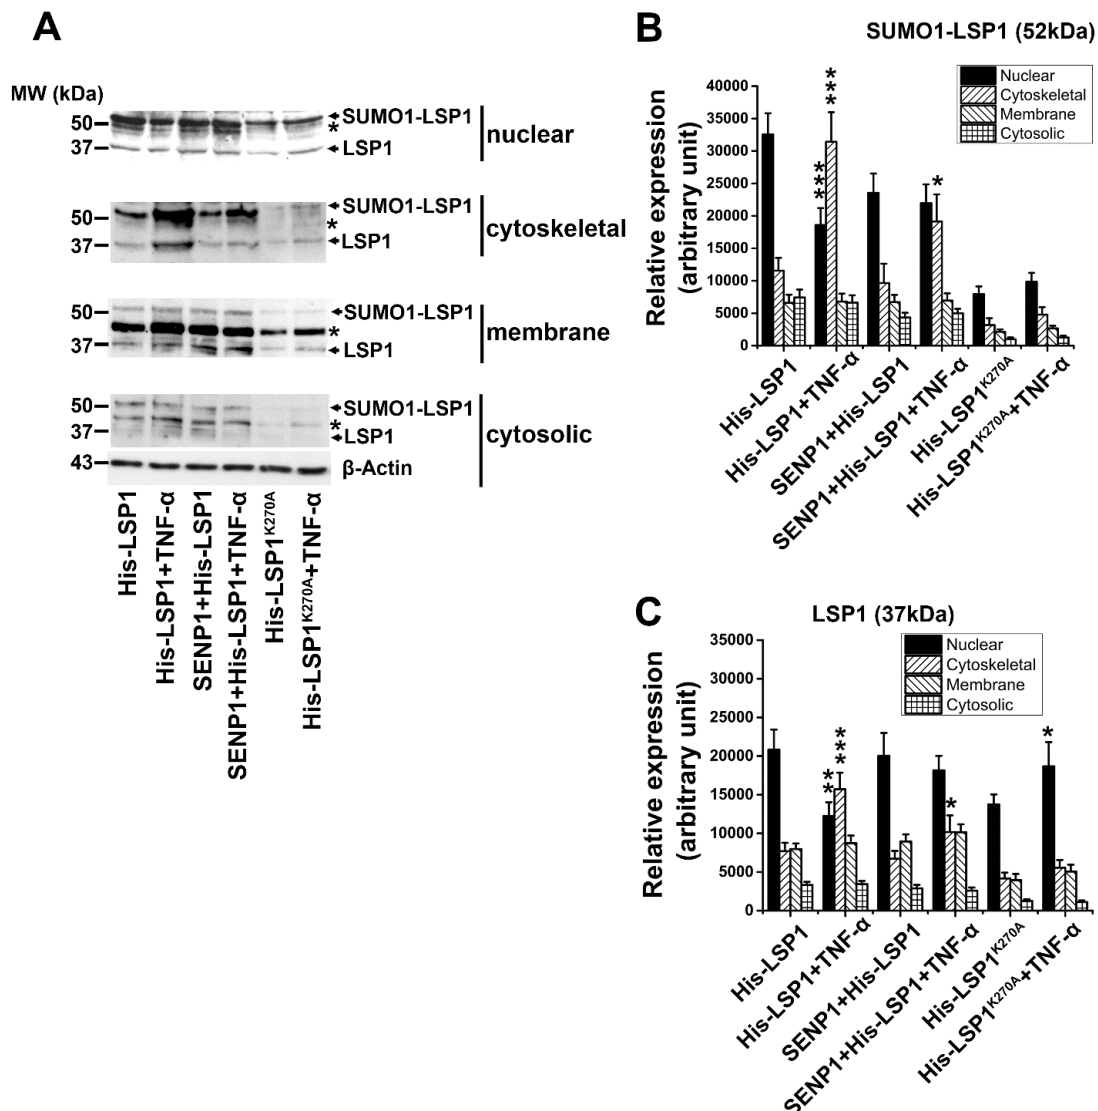 A
MW (kDa)
50
37
SUMO1-LSP1
*
LSP1
nuclear
50
37
SUMO1-LSP1
*
LSP1
cytoskeletal
50
37
SUMO1-LSP1
*
LSP1
membrane
50
37
43
SUMO1-LSP1
*
LSP1
β-Actin
cytosolic
His-LSP1
His-LSP1+TNF-α
SENP1+His-LSP1
SENP1+His-LSP1+TNF-α
His-LSP1K270A
His-LSP1K270A+TNF-α
B
SUMO1-LSP1 (52kDa)
Nuclear
Cytoskeletal
Membrane
Cytosolic
Relative expression
(arbitrary unit)
40000
35000
30000
25000
20000
15000
10000
5000
0
***
***
*
His-LSP1
His-LSP1+TNF-α
SENP1+His-LSP1
SENP1+His-LSP1+TNF-α
His-LSP1K270A
His-LSP1K270A+TNF-α
C
LSP1 (37kDa)
Nuclear
Cytoskeletal
Membrane
Cytosolic
Relative expression
(arbitrary unit)
35000
30000
25000
20000
15000
10000
5000
0
**
***
*
*
His-LSP1
His-LSP1+TNF-α
SENP1+His-LSP1
SENP1+His-LSP1+TNF-α
His-LSP1K270A
His-LSP1K270A+TNF-α